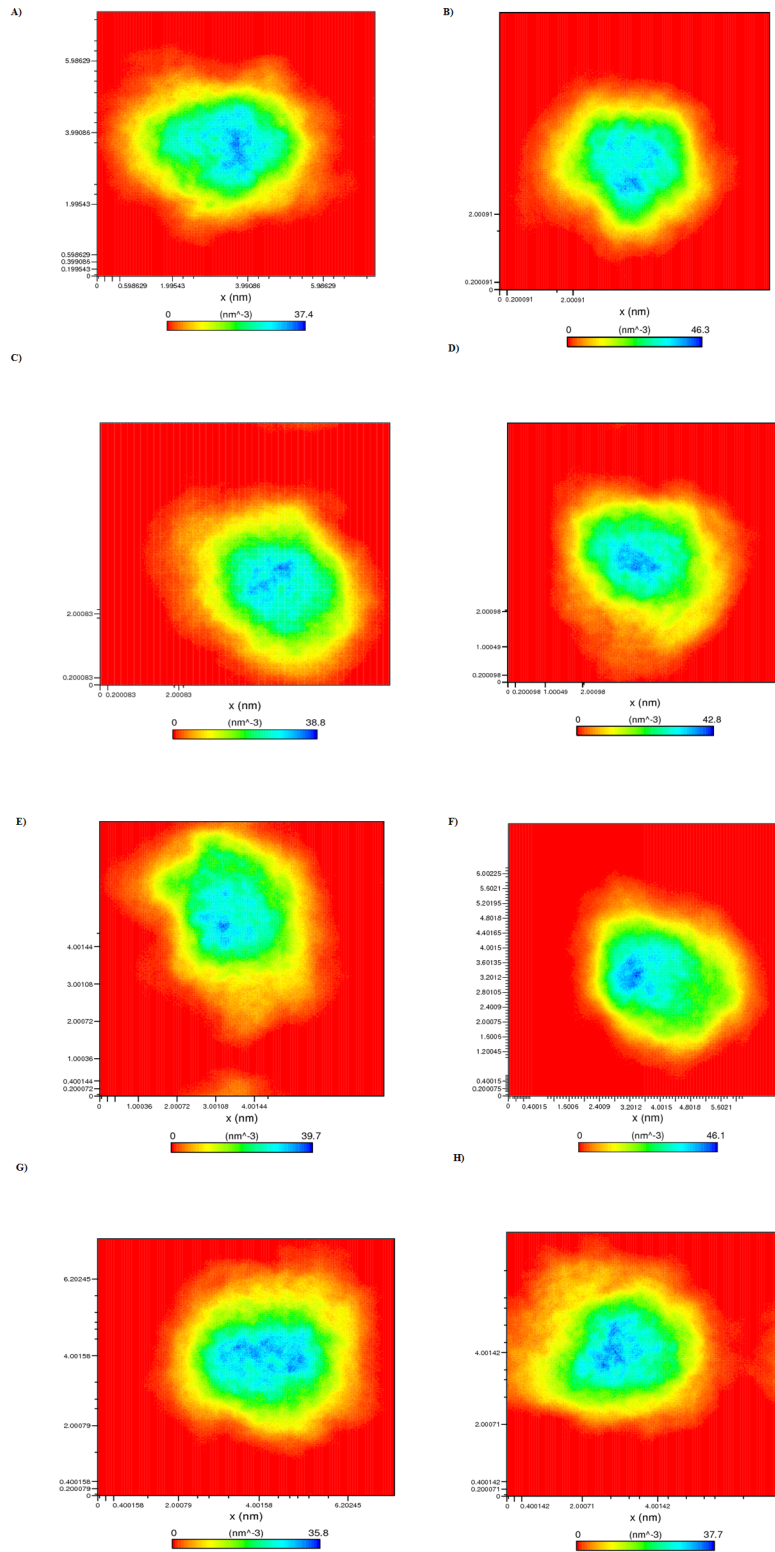 A)
5.98629
3.99086
1.99543
0.598629
0.399086
0.199543
0
0 0.598629 1.99543 3.99086 5.98629
x (nm)
0 (nm^-3) 37.4
B)
2.00091
0.200091
0
0 0.200091 2.00091
x (nm)
0 (nm^-3) 46.3
C)
2.00083
0.200083
0
0 0.200083 2.00083
x (nm)
0 (nm^-3) 38.8
D)
2.00098
1.00049
0.200098
0
0 0.200098 1.00049 2.00098
x (nm)
0 (nm^-3) 42.8
E)
4.00144
3.00108
2.00072
1.00036
0.400144
0.200072
0
0 1.00036 2.00072 3.00108 4.00144
x (nm)
0 (nm^-3) 39.7
F)
6.00225
5.6021
5.20195
4.8018
4.40165
4.0015
3.60135
3.2012
2.80105
2.4009
2.00075
1.6006
1.20045
0.40015
0.200075
0
0 0.40015 1.6006 2.4009 3.2012 4.0015 4.8018 5.6021
x (nm)
0 (nm^-3) 46.1
G)
6.20245
4.00158
2.00079
0.400158
0.200079
0
0 0.400158 2.00079 4.00158 6.20245
x (nm)
0 (nm^-3) 35.8
H)
4.00142
2.00071
0.400142
0.200071
0
0 0.400142 2.00071 4.00142
x (nm)
0 (nm^-3) 37.7